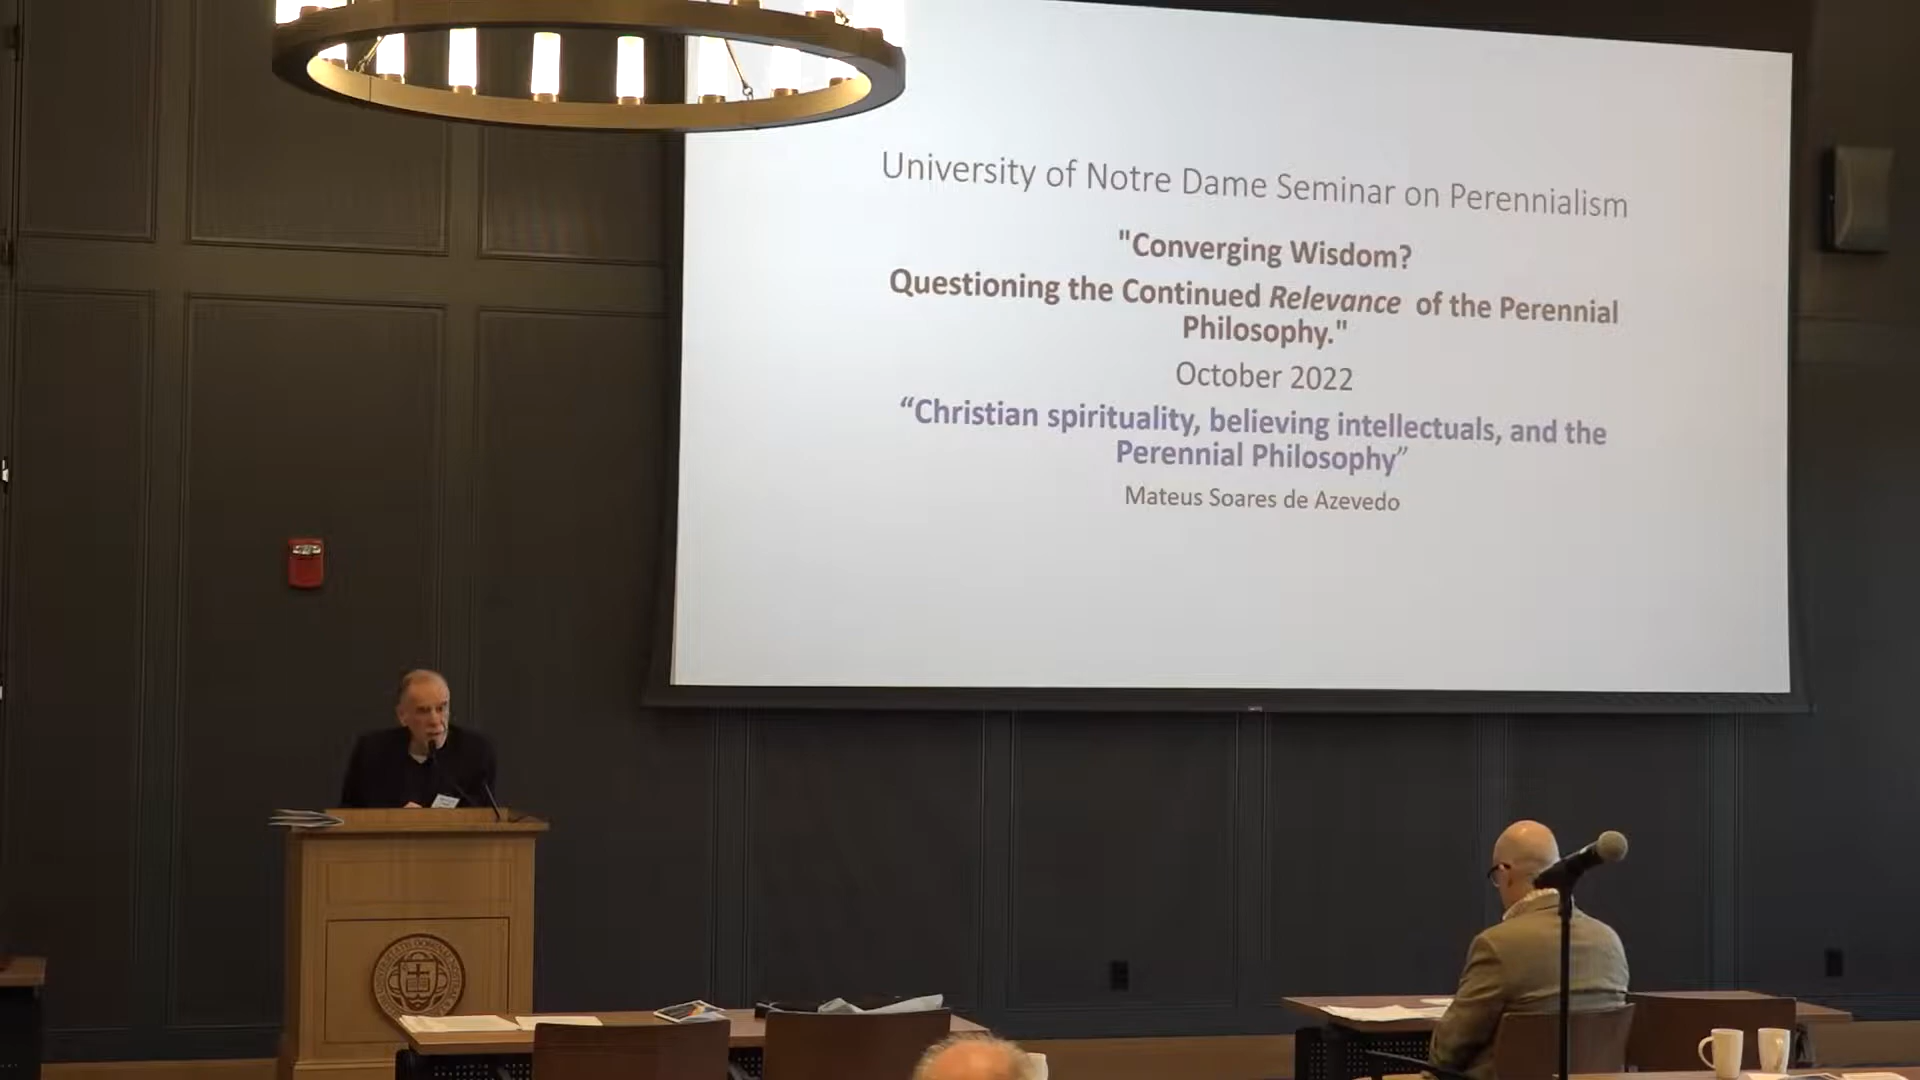 University of Notre Dame Seminar on Perennialism
"Converging Wisdom?
Questioning the Continued Relevance of the Perennial
Philosophy."
October 2022
“Christian spirituality, believing intellectuals, and the
Perennial Philosophy”
Mateus Soares de Azevedo